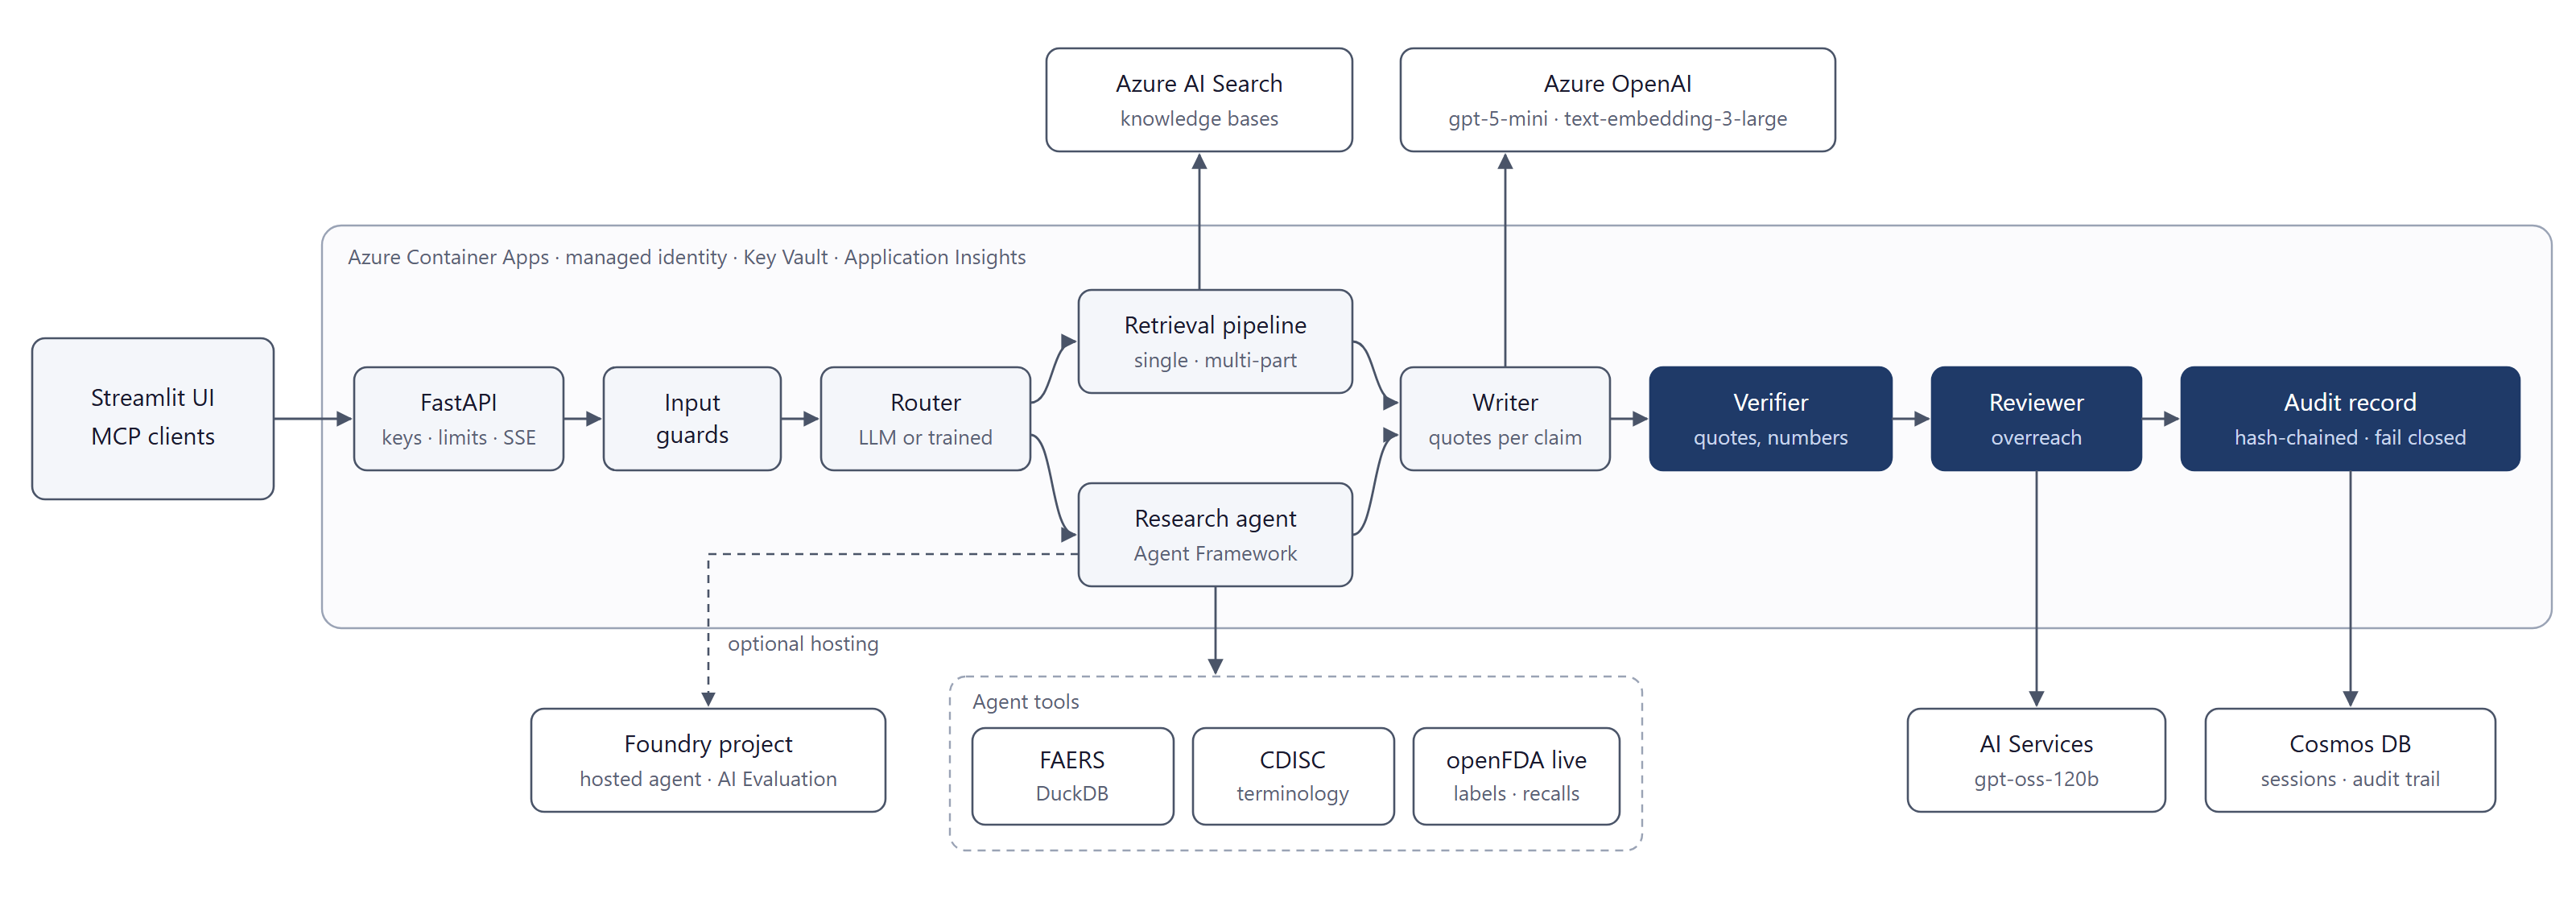 Azure AI Search
knowledge bases
Azure OpenAI
gpt-5-mini · text-embedding-3-large
Azure Container Apps · managed identity · Key Vault · Application Insights
Streamlit UI
MCP clients
FastAPI
keys · limits · SSE
Input
guards
Router
LLM or trained
Retrieval pipeline
single · multi-part
Research agent
Agent Framework
Writer
quotes per claim
Verifier
quotes, numbers
Reviewer
overreach
Audit record
hash-chained · fail closed
optional hosting
Foundry project
hosted agent · AI Evaluation
Agent tools
FAERS
DuckDB
CDISC
terminology
openFDA live
labels · recalls
AI Services
gpt-oss-120b
Cosmos DB
sessions · audit trail